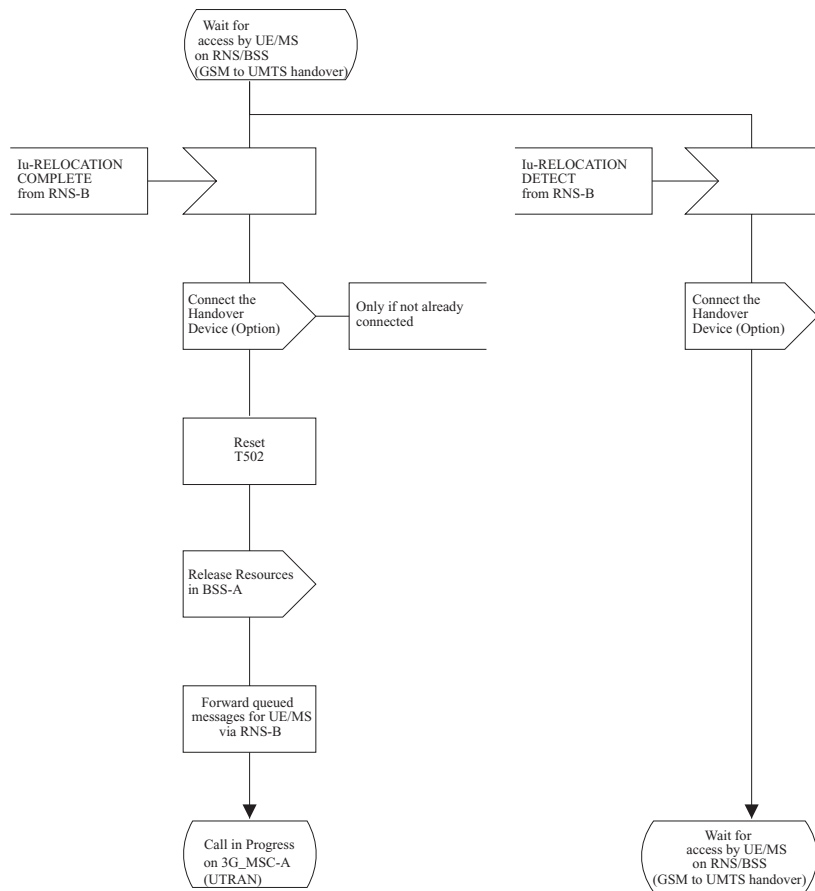 Wait for
access by UE/MS
on RNS/BSS
(GSM to UMTS handover)
Iu-RELOCATION
COMPLETE
from RNS-B
Iu-RELOCATION
DETECT
from RNS-B
Connect the
Handover
Device (Option)
Only if not already
connected
Connect the
Handover
Device (Option)
Reset
T502
Release Resources
in BSS-A
Forward queued
messages for UE/MS
via RNS-B
Call in Progress
on 3G_MSC-A
(UTRAN)
Wait for
access by UE/MS
on RNS/BSS
(GSM to UMTS handover)